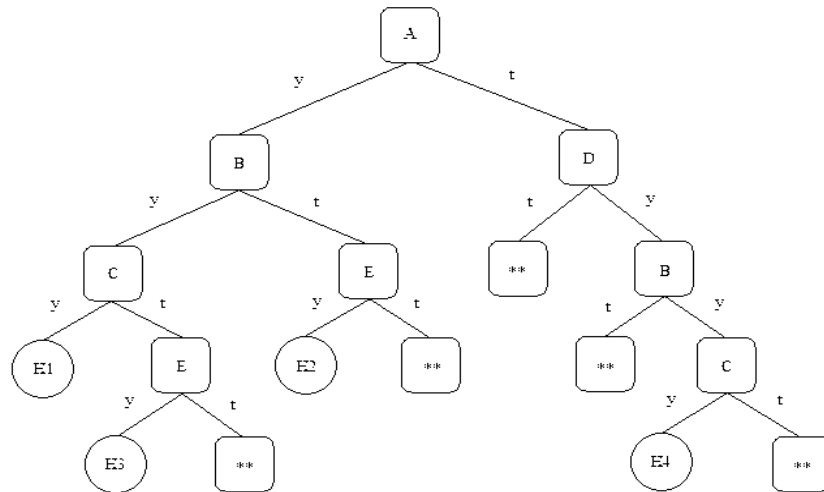 A
y t
B D
y t t y
C E ** B
y t y t t y
H1 E H2 ** ** C
y t y t
H3 ** H4 **